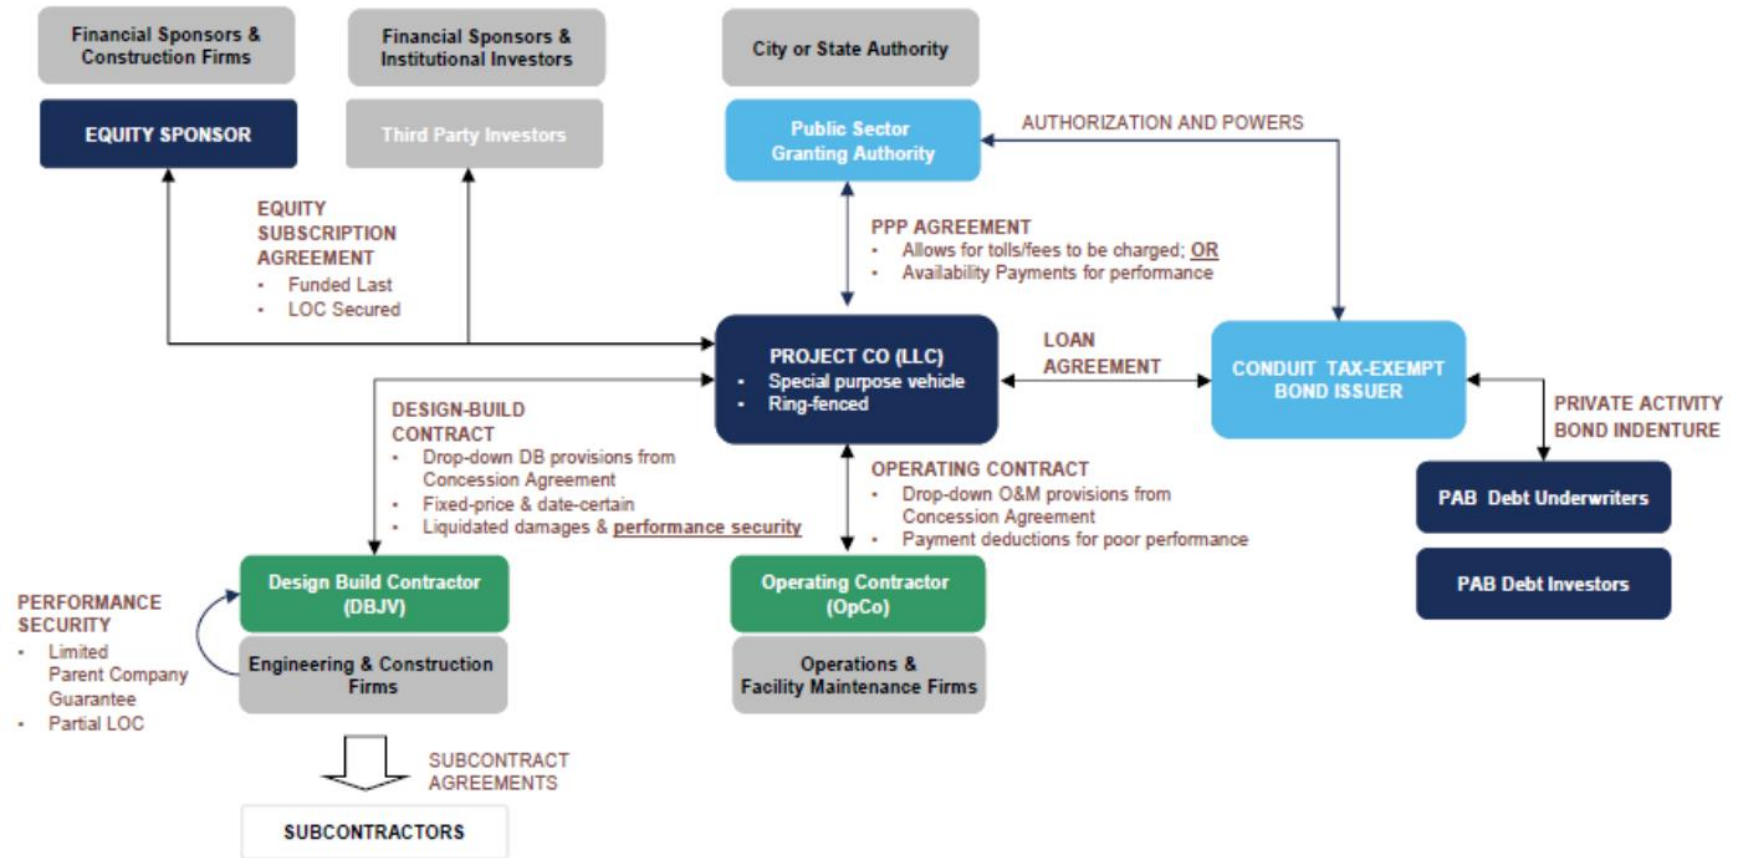 Financial Sponsors &
Construction Firms
Financial Sponsors &
Institutional Investors
City or State Authority
EQUITY SPONSOR
Third Party Investors
Public Sector
Granting Authority
AUTHORIZATION AND POWERS
EQUITY
SUBSCRIPTION
AGREEMENT
• Funded Last
• LOC Secured
PPP AGREEMENT
• Allows for tolls/fees to be charged; OR
• Availability Payments for performance
PROJECT CO (LLC)
• Special purpose vehicle
• Ring-fenced
LOAN
AGREEMENT
CONDUIT TAX-EXEMPT
BOND ISSUER
PRIVATE ACTIVITY
BOND INDENTURE
DESIGN-BUILD
CONTRACT
• Drop-down DB provisions from
Concession Agreement
• Fixed-price & date-certain
• Liquidated damages & performance security
OPERATING CONTRACT
• Drop-down O&M provisions from
Concession Agreement
• Payment deductions for poor performance
PAB Debt Underwriters
PAB Debt Investors
Design Build Contractor
(DBJV)
Operating Contractor
(OpCo)
PERFORMANCE
SECURITY
• Limited
Parent Company
Guarantee
• Partial LOC
Engineering & Construction
Firms
Operations &
Facility Maintenance Firms
SUBCONTRACT
AGREEMENTS
SUBCONTRACTORS